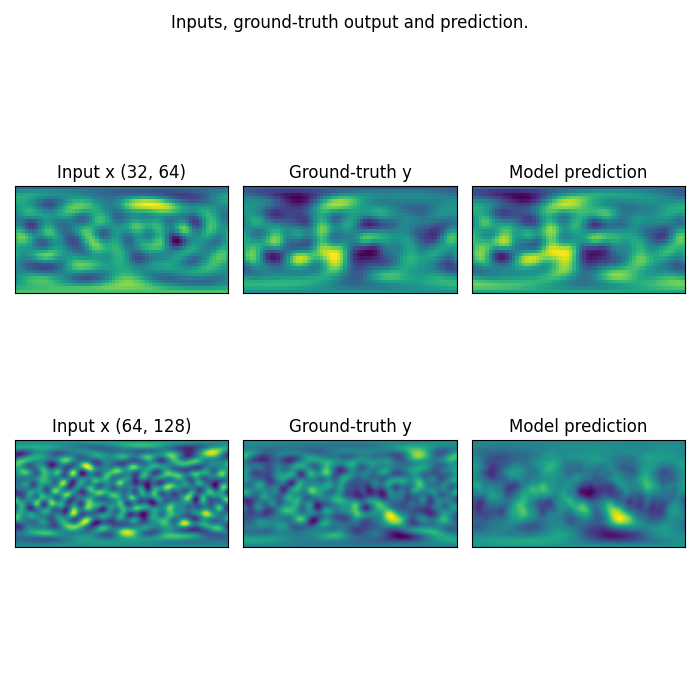 Inputs, ground-truth output and prediction.
Input x (32, 64)
Ground-truth y
Model prediction
Input x (64, 128)
Ground-truth y
Model prediction